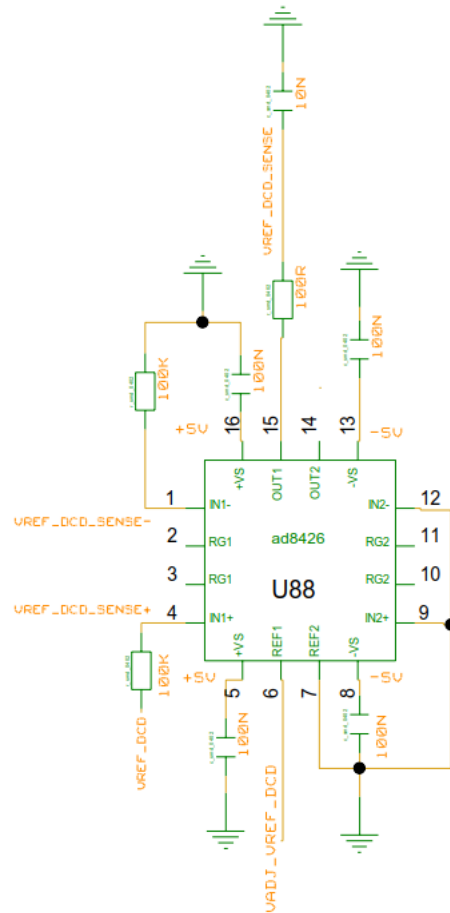 10N
VREF_DCD_SENSE
100R
100N
100K
100N
+5V
16
15
14
13
-5V
+VS
OUT1
OUT2
-VS
1
IN1-
IN2-
12
VREF_DCD_SENSE-
ad8426
2
RG1
RG2
11
U88
3
RG1
RG2
10
VREF_DCD_SENSE+
4
IN1+
IN2+
9
+VS
REF1
REF2
-VS
100K
+5V
5
6
7
8
-5V
VREF_DCD
100N
100N
VADJ_VREF_DCD